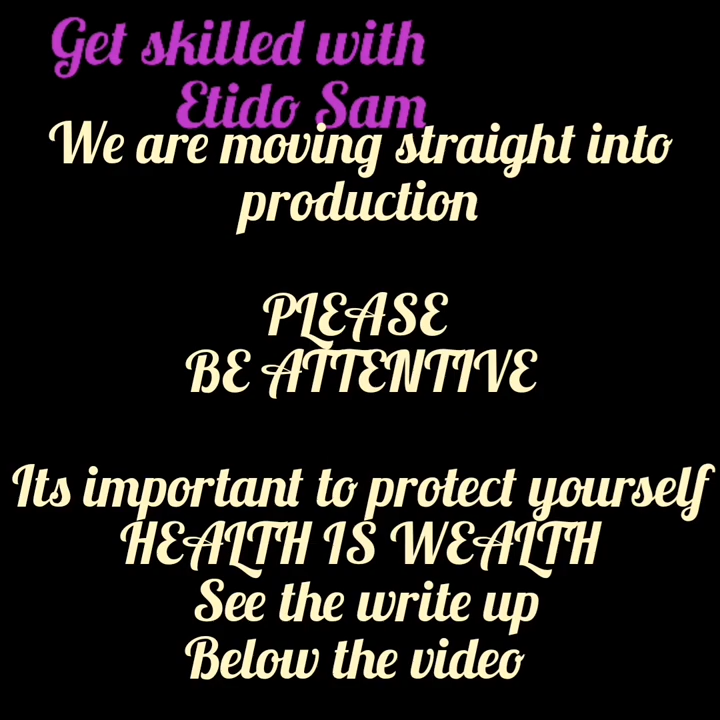 Get skilled with
Etido Sam
We are moving straight into
production
PLEASE
BE ATTENTIVE
Its important to protect yourself
HEALTH IS WEALTH
See the write up
Below the video